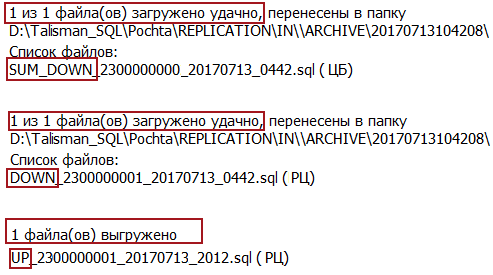 1 из 1 файла(ов) загружено удачно, перенесены в папку
D:\Talisman_SQL\Pochta\REPLICATION\IN\\ARCHIVE\20170713104208\
Список файлов:
SUM_DOWN_2300000000_20170713_0442.sql ( ЦБ)
1 из 1 файла(ов) загружено удачно, перенесены в папку
D:\Talisman_SQL\Pochta\REPLICATION\IN\\ARCHIVE\20170713104208\
Список файлов:
DOWN_2300000001_20170713_0442.sql ( РЦ)
1 файла(ов) выгружено
UP_2300000001_20170713_2012.sql ( РЦ)